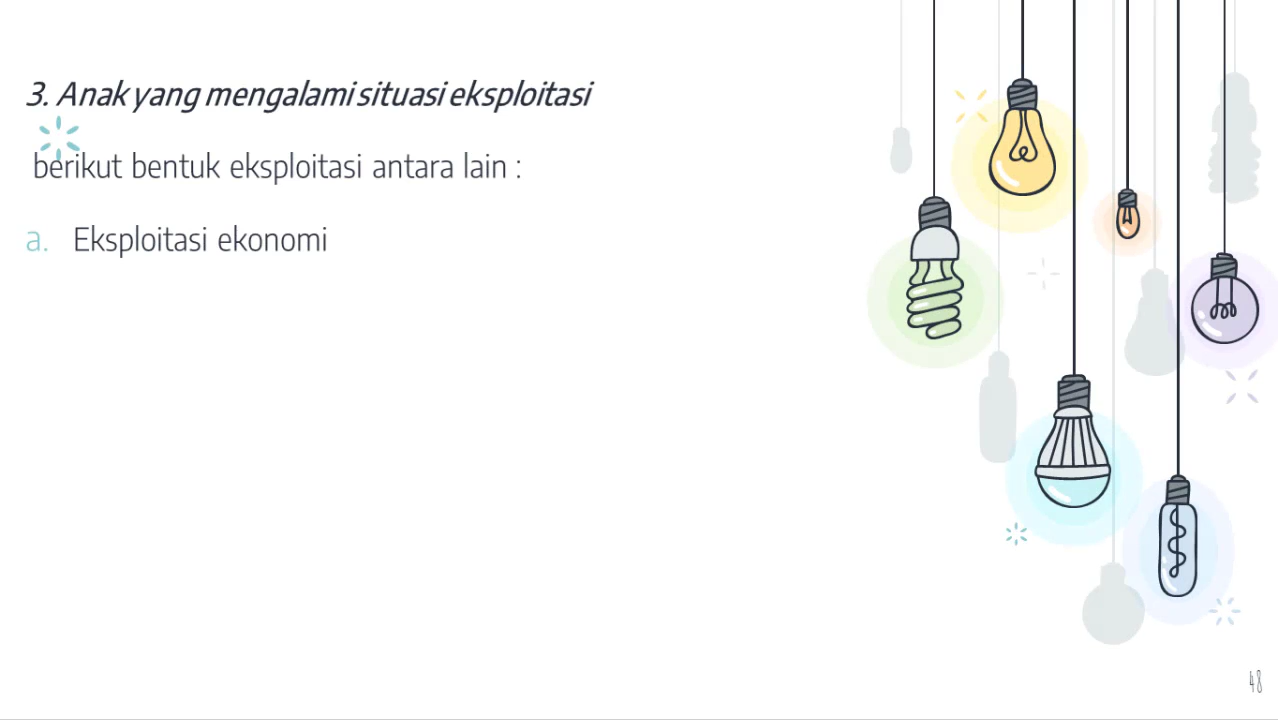 3. Anak yang mengalami situasi eksploitasi
berikut bentuk eksploitasi antara lain :
a. Eksploitasi ekonomi
48